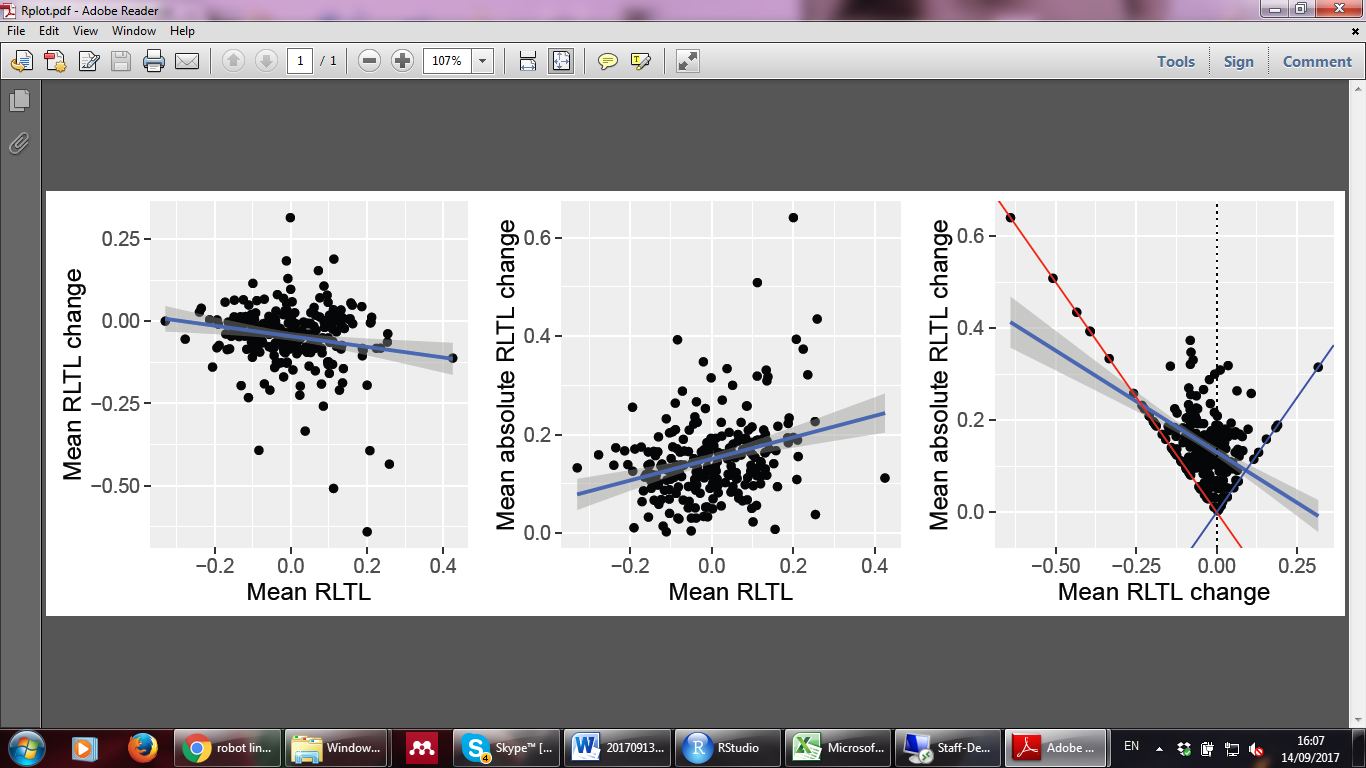 Rplot.pdf - Adobe Reader
File Edit View Window Help
1 / 1 107% Tools Sign Comment
Mean RLTL change
0.25
0.00
−0.25
−0.50
−0.2 0.0 0.2 0.4
Mean RLTL
Mean absolute RLTL change
0.6
0.4
0.2
0.0
−0.2 0.0 0.2 0.4
Mean RLTL
Mean absolute RLTL change
0.6
0.4
0.2
0.0
−0.50 −0.25 0.00 0.25
Mean RLTL change
robot lin... Window... Skype™ [... 4 20170913... RStudio Microsof... Staff-De... Adobe ... EN 16:07
14/09/2017